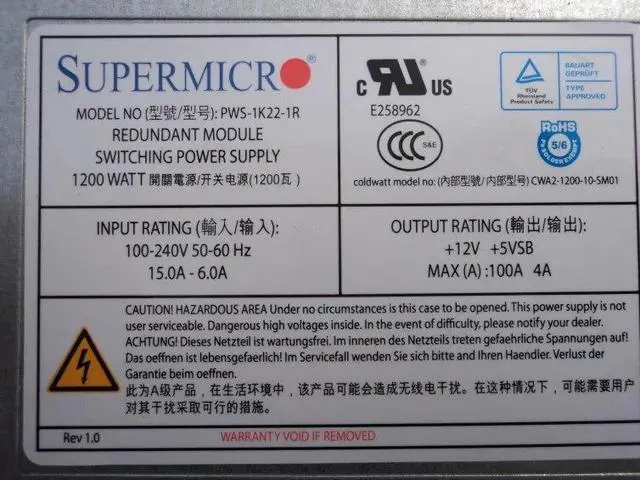 SUPERMICRO®
MODEL NO (型號/型号): PWS-1K22-1R
REDUNDANT MODULE
SWITCHING POWER SUPPLY
1200 WATT 開關電源/开关电源(1200瓦)
c RU US
E258962
CCC S&E
TÜV
Rheinland
Product Safety
BAUART
GEPRÜFT
TYPE
APPROVED
RoHS
5/6
coldwatt model no: (內部型號/内部型号) CWA2-1200-10-SM01
INPUT RATING (輸入/输入):
100-240V 50-60 Hz
15.0A - 6.0A
OUTPUT RATING (輸出/输出):
+12V +5VSB
MAX (A) :100A 4A
CAUTION! HAZARDOUS AREA Under no circumstances is this case to be opened. This power supply is not
user serviceable. Dangerous high voltages inside. In the event of difficulty, please notify your dealer.
ACHTUNG! Dieses Netzteil ist wartungsfrei. Im inneren des Netzteils treten gefaehrliche Spannungen auf!
Das oeffnen ist lebensgefaerlich! Im Servicefall wenden Sie sich bitte and Ihren Haendler. Verlust der
Garantie beim oeffnen.
此为A级产品，在生活环境中，该产品可能会造成无线电干扰。在这种情况下，可能需要用户
对其干扰采取可行的措施。
Rev 1.0
WARRANTY VOID IF REMOVED